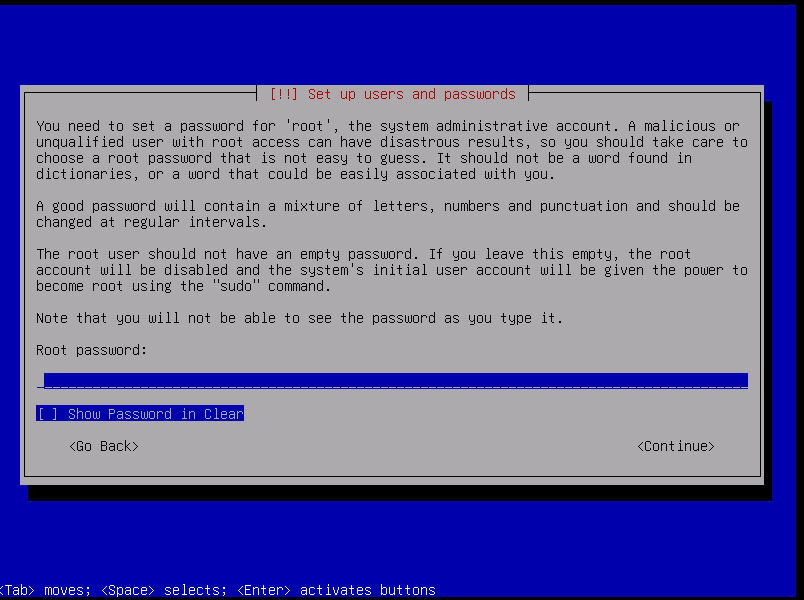 [!!] Set up users and passwords
You need to set a password for 'root', the system administrative account. A malicious or
unqualified user with root access can have disastrous results, so you should take care to
choose a root password that is not easy to guess. It should not be a word found in
dictionaries, or a word that could be easily associated with you.
A good password will contain a mixture of letters, numbers and punctuation and should be
changed at regular intervals.
The root user should not have an empty password. If you leave this empty, the root
account will be disabled and the system's initial user account will be given the power to
become root using the "sudo" command.
Note that you will not be able to see the password as you type it.
Root password:
[ ] Show Password in Clear
<Go Back> <Continue>
<Tab> moves; <Space> selects; <Enter> activates buttons